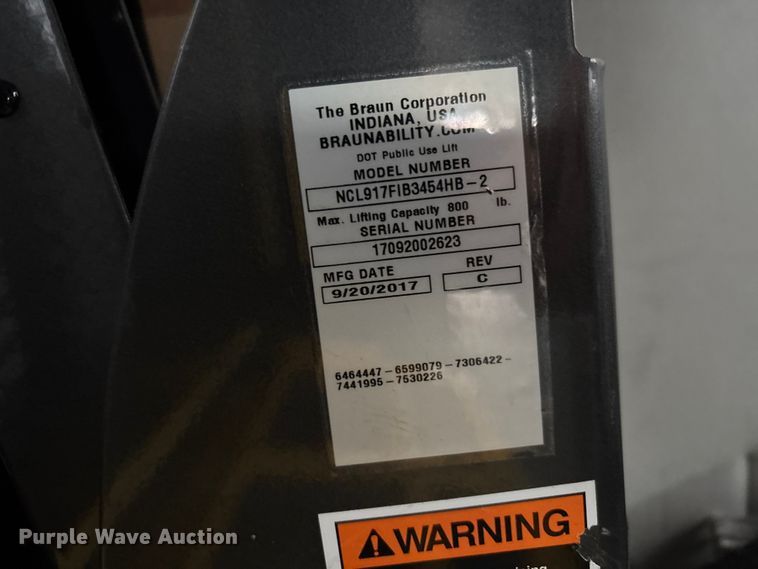 The Braun Corporation
INDIANA, USA
BRAUNABILITY.COM
DOT Public Use Lift
MODEL NUMBER
NCL917FIB3454HB-2
Max. Lifting Capacity 800 lb.
SERIAL NUMBER
17092002623
MFG DATE REV
9/20/2017 C
6464447-6599079-7306422-
7441995-7530226
WARNING
Purple Wave Auction